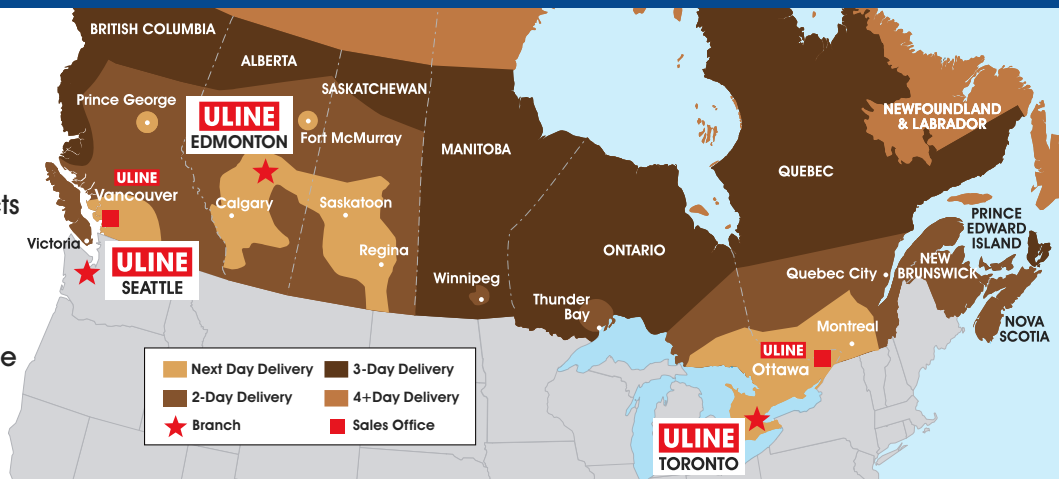 BRITISH COLUMBIA
ALBERTA
SASKATCHEWAN
MANITOBA
ONTARIO
QUEBEC
NEWFOUNDLAND
& LABRADOR
PRINCE
EDWARD
ISLAND
NEW
BRUNSWICK
NOVA
SCOTIA
Prince George
ULINE
EDMONTON
Fort McMurray
ULINE
Vancouver
Calgary
Saskatoon
Victoria
ULINE
SEATTLE
Regina
Winnipeg
Thunder
Bay
Quebec City
Montreal
ULINE
Ottawa
ULINE
TORONTO
Next Day Delivery
3-Day Delivery
2-Day Delivery
4+Day Delivery
Branch
Sales Office